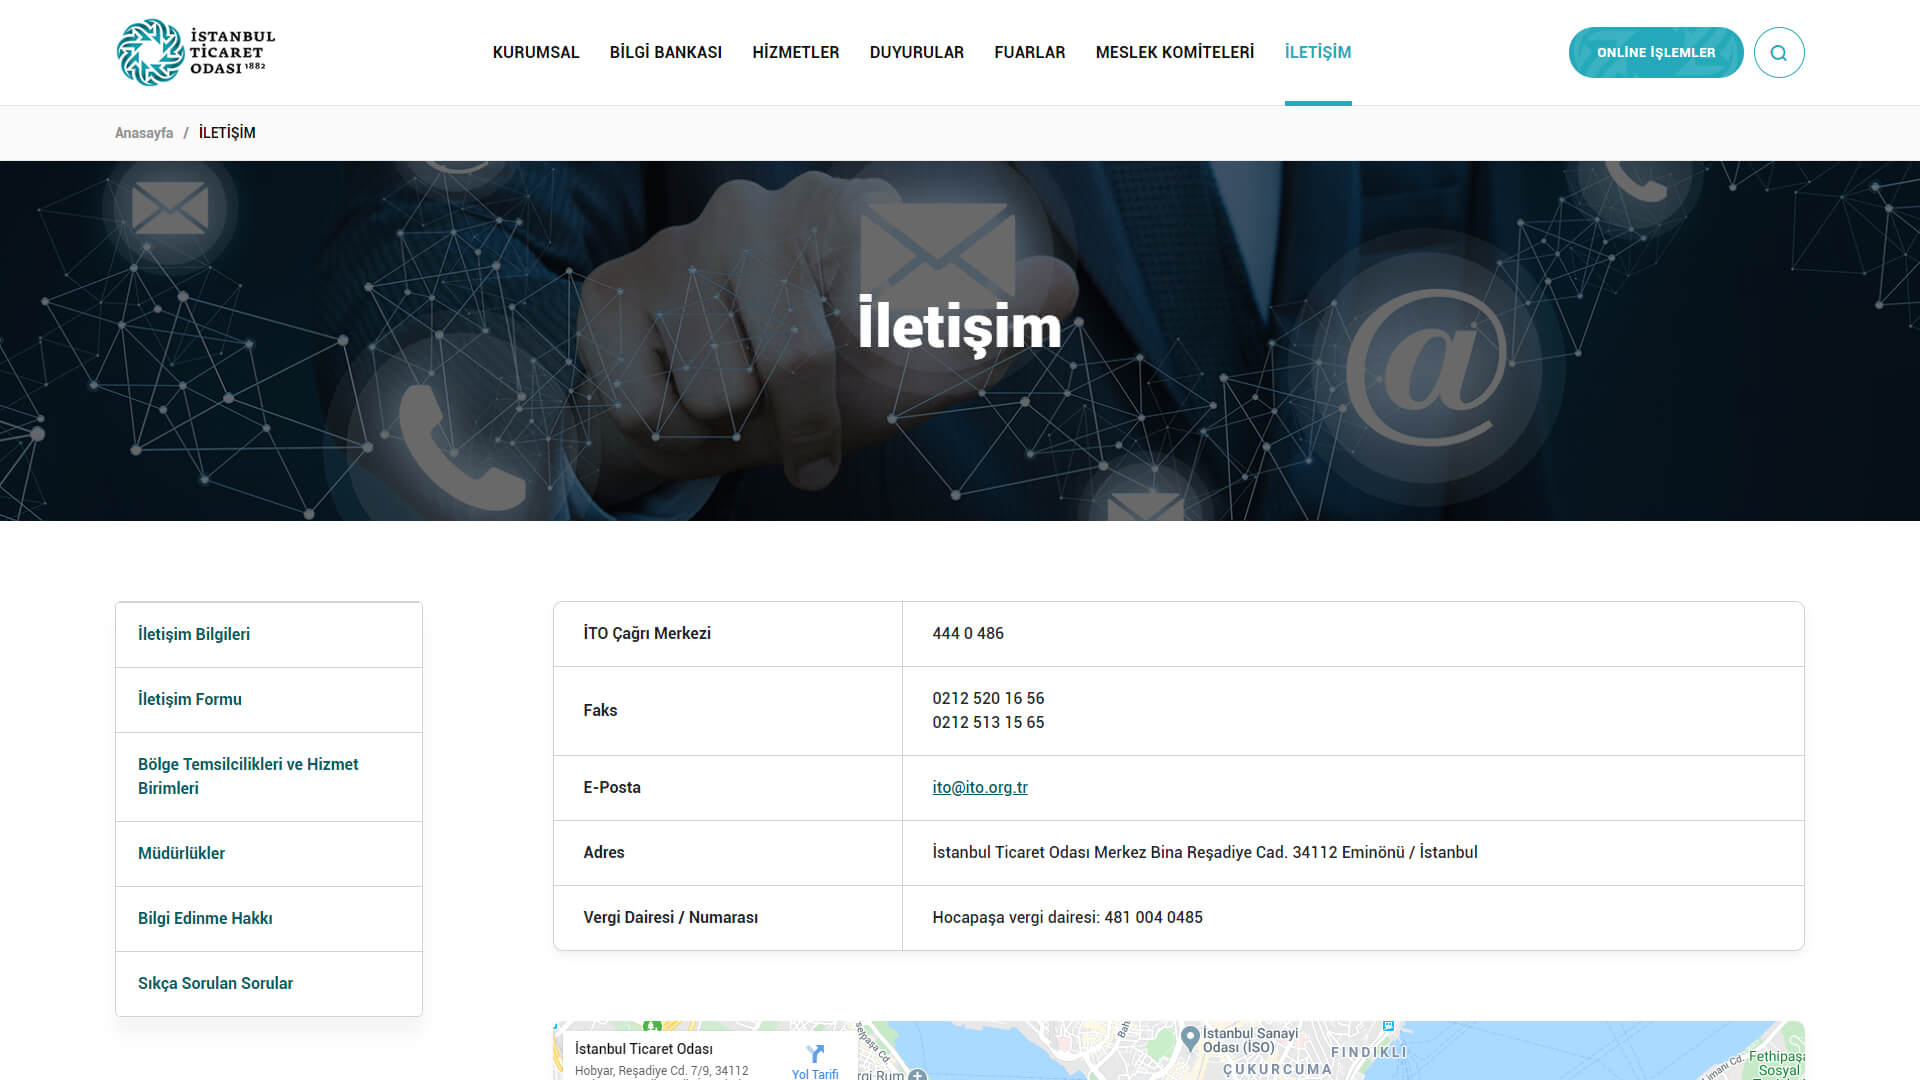 İSTANBUL
TİCARET
ODASI 1882
KURUMSAL
BİLGİ BANKASI
HİZMETLER
DUYURULAR
FUARLAR
MESLEK KOMİTELERİ
İLETİŞİM
ONLİNE İŞLEMLER
Anasayfa / İLETİŞİM
İletişim
İletişim Bilgileri
İletişim Formu
Bölge Temsilcilikleri ve Hizmet
Birimleri
Müdürlükler
Bilgi Edinme Hakkı
Sıkça Sorulan Sorular
İTO Çağrı Merkezi
444 0 486
Faks
0212 520 16 56
0212 513 15 65
E-Posta
ito@ito.org.tr
Adres
İstanbul Ticaret Odası Merkez Bina Reşadiye Cad. 34112 Eminönü / İstanbul
Vergi Dairesi / Numarası
Hocapaşa vergi dairesi: 481 004 0485
İstanbul Ticaret Odası
Hobyar, Reşadiye Cd. 7/9, 34112
Yol Tarifi
İstanbul Sanayi
Odası (İSO)
FINDIKLI
ÇUKURCUMA
Fethipaşa
Sosyal
Limanı Cd.